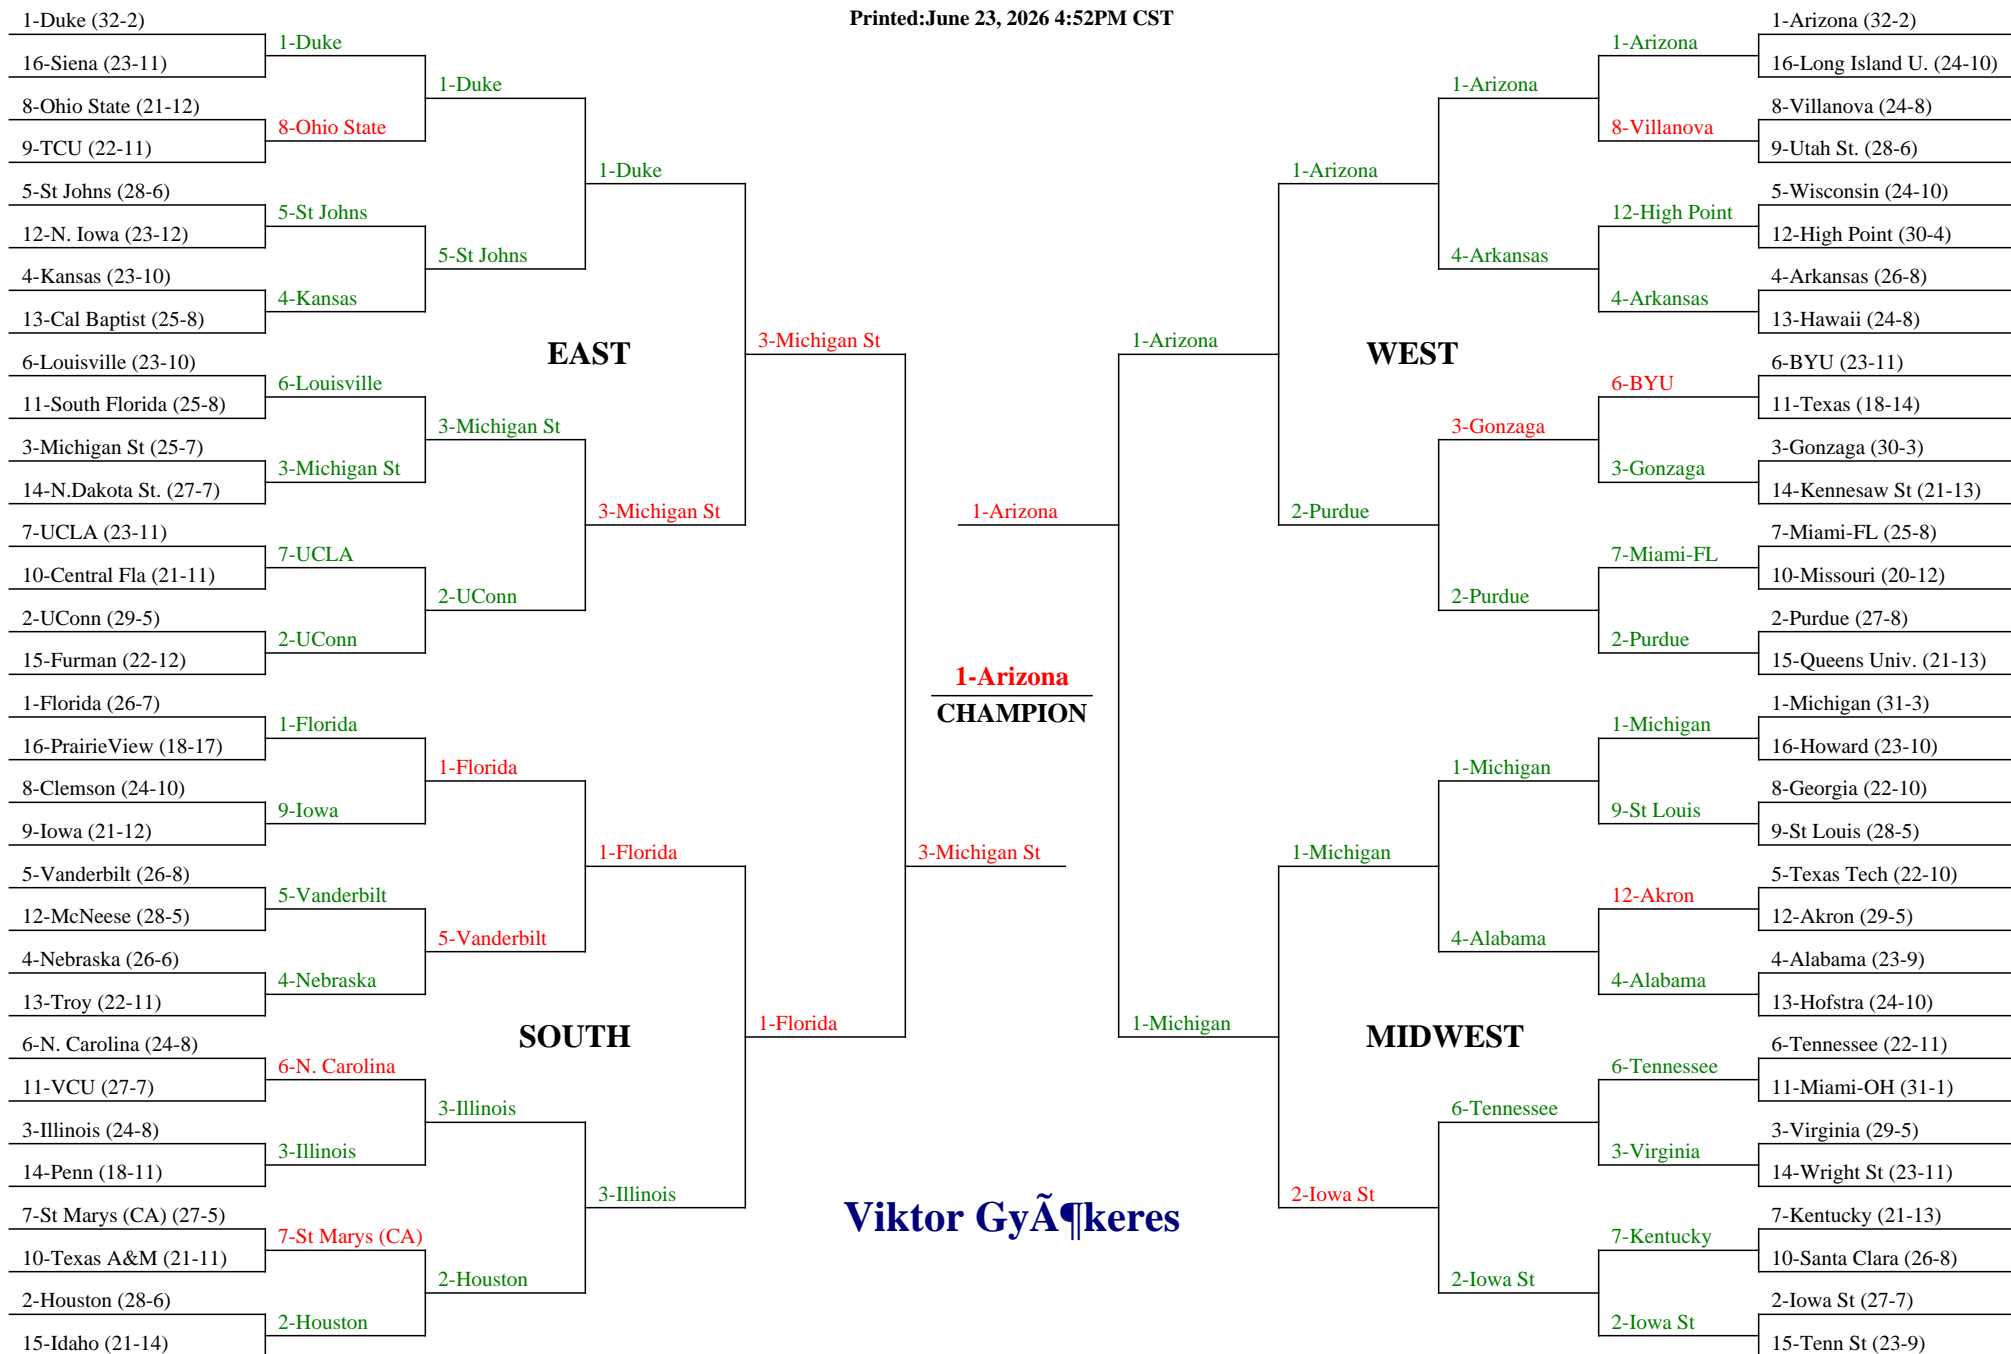 Printed:June 23, 2026 4:52PM CST
1-Duke (32-2)
16-Siena (23-11)
8-Ohio State (21-12)
9-TCU (22-11)
5-St Johns (28-6)
12-N. Iowa (23-12)
4-Kansas (23-10)
13-Cal Baptist (25-8)
6-Louisville (23-10)
11-South Florida (25-8)
3-Michigan St (25-7)
14-N.Dakota St. (27-7)
7-UCLA (23-11)
10-Central Fla (21-11)
2-UConn (29-5)
15-Furman (22-12)
1-Florida (26-7)
16-PrairieView (18-17)
8-Clemson (24-10)
9-Iowa (21-12)
5-Vanderbilt (26-8)
12-McNeese (28-5)
4-Nebraska (26-6)
13-Troy (22-11)
6-N. Carolina (24-8)
11-VCU (27-7)
3-Illinois (24-8)
14-Penn (18-11)
7-St Marys (CA) (27-5)
10-Texas A&M (21-11)
2-Houston (28-6)
15-Idaho (21-14)
1-Duke
8-Ohio State
5-St Johns
4-Kansas
6-Louisville
3-Michigan St
7-UCLA
2-UConn
1-Florida
9-Iowa
5-Vanderbilt
4-Nebraska
6-N. Carolina
3-Illinois
7-St Marys (CA)
2-Houston
1-Duke
5-St Johns
3-Michigan St
2-UConn
1-Florida
5-Vanderbilt
3-Illinois
2-Houston
1-Duke
3-Michigan St
1-Florida
3-Illinois
EAST
SOUTH
3-Michigan St
1-Florida
1-Arizona
3-Michigan St
1-Arizona
CHAMPION
Viktor GyÃ¶keres
1-Arizona
1-Michigan
WEST
MIDWEST
1-Arizona
2-Purdue
1-Michigan
2-Iowa St
1-Arizona
4-Arkansas
3-Gonzaga
2-Purdue
1-Michigan
4-Alabama
6-Tennessee
2-Iowa St
1-Arizona
8-Villanova
12-High Point
4-Arkansas
6-BYU
3-Gonzaga
7-Miami-FL
2-Purdue
1-Michigan
9-St Louis
12-Akron
4-Alabama
6-Tennessee
3-Virginia
7-Kentucky
2-Iowa St
1-Arizona (32-2)
16-Long Island U. (24-10)
8-Villanova (24-8)
9-Utah St. (28-6)
5-Wisconsin (24-10)
12-High Point (30-4)
4-Arkansas (26-8)
13-Hawaii (24-8)
6-BYU (23-11)
11-Texas (18-14)
3-Gonzaga (30-3)
14-Kennesaw St (21-13)
7-Miami-FL (25-8)
10-Missouri (20-12)
2-Purdue (27-8)
15-Queens Univ. (21-13)
1-Michigan (31-3)
16-Howard (23-10)
8-Georgia (22-10)
9-St Louis (28-5)
5-Texas Tech (22-10)
12-Akron (29-5)
4-Alabama (23-9)
13-Hofstra (24-10)
6-Tennessee (22-11)
11-Miami-OH (31-1)
3-Virginia (29-5)
14-Wright St (23-11)
7-Kentucky (21-13)
10-Santa Clara (26-8)
2-Iowa St (27-7)
15-Tenn St (23-9)